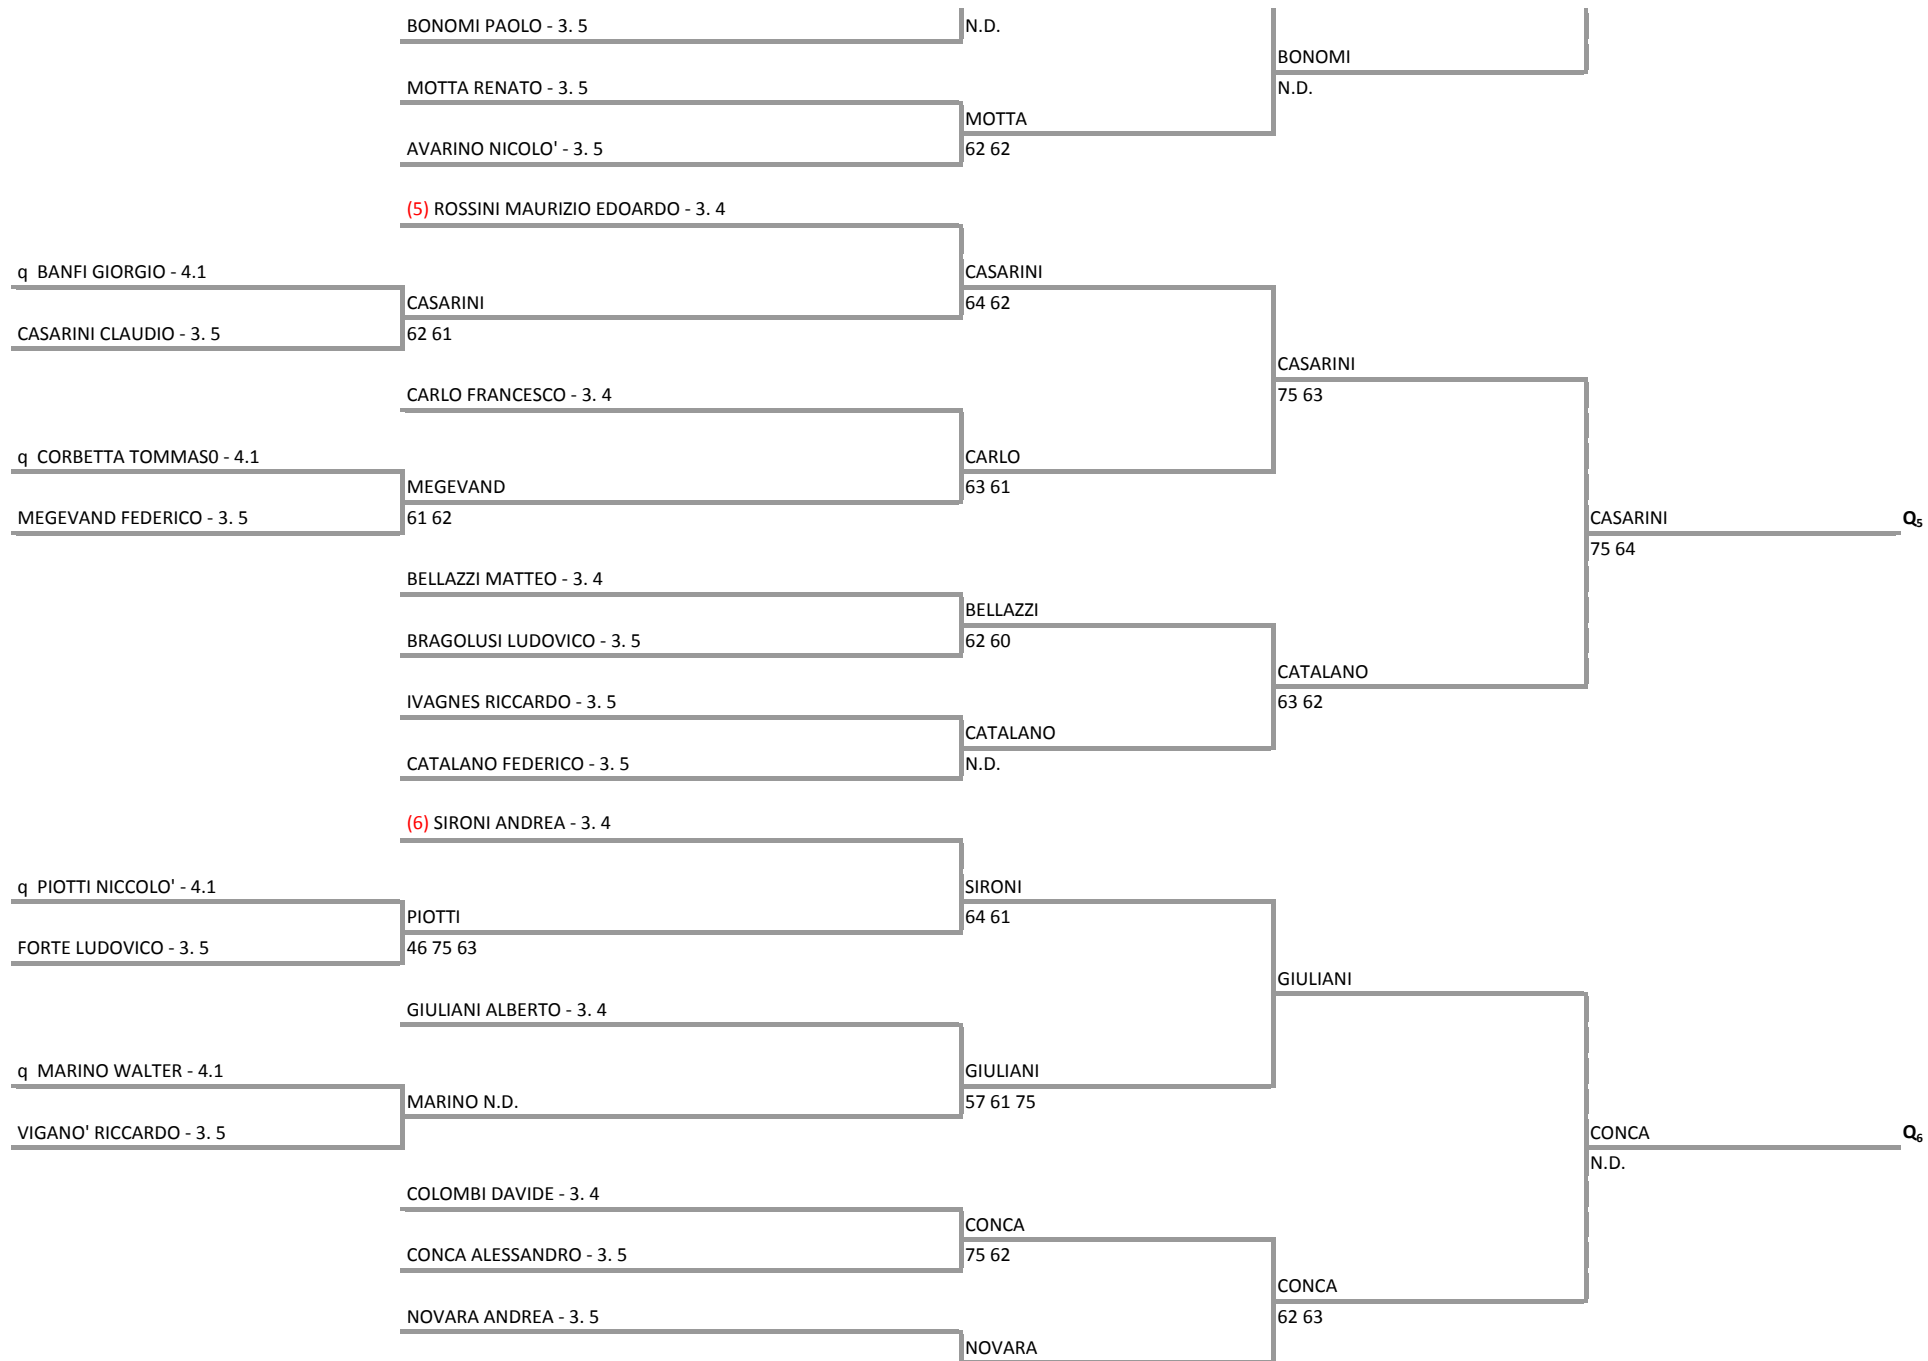 BONOMI PAOLO - 3. 5
N.D.
BONOMI
N.D.
MOTTA RENATO - 3. 5
MOTTA
62 62
AVARINO NICOLO' - 3. 5
(5) ROSSINI MAURIZIO EDOARDO - 3. 4
q BANFI GIORGIO - 4.1
CASARINI
64 62
CASARINI
62 61
CASARINI CLAUDIO - 3. 5
CASARINI
75 63
CARLO FRANCESCO - 3. 4
q CORBETTA TOMMAS0 - 4.1
CARLO
63 61
MEGEVAND
61 62
MEGEVAND FEDERICO - 3. 5
CASARINI
75 64
Q5
BELLAZZI MATTEO - 3. 4
BELLAZZI
62 60
BRAGOLUSI LUDOVICO - 3. 5
CATALANO
63 62
IVAGNES RICCARDO - 3. 5
CATALANO
N.D.
CATALANO FEDERICO - 3. 5
(6) SIRONI ANDREA - 3. 4
q PIOTTI NICCOLO' - 4.1
SIRONI
64 61
PIOTTI
46 75 63
FORTE LUDOVICO - 3. 5
GIULIANI
GIULIANI ALBERTO - 3. 4
q MARINO WALTER - 4.1
GIULIANI
57 61 75
MARINO N.D.
VIGANO' RICCARDO - 3. 5
CONCA
N.D.
Q6
COLOMBI DAVIDE - 3. 4
CONCA
75 62
CONCA ALESSANDRO - 3. 5
CONCA
62 63
NOVARA ANDREA - 3. 5
NOVARA